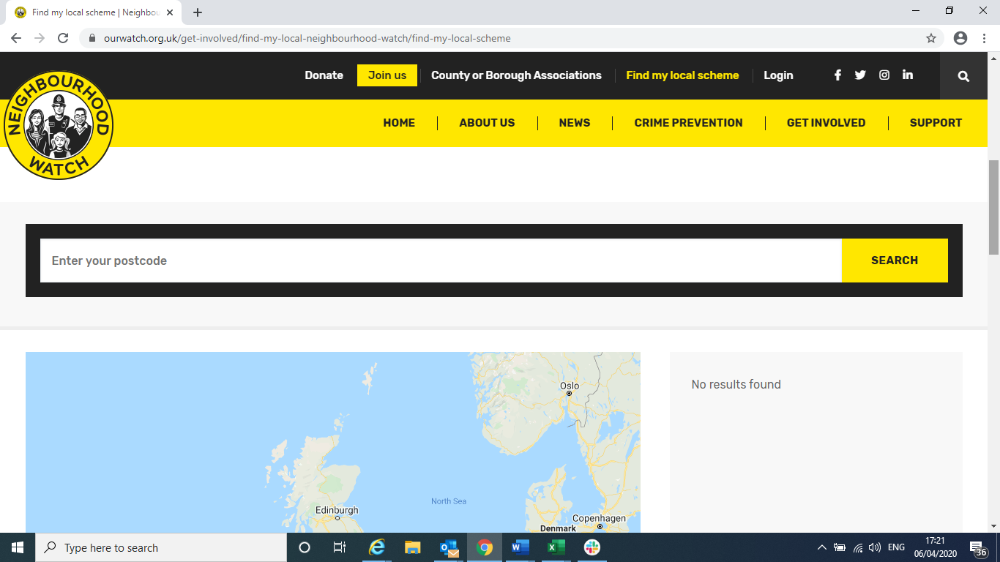 Find my local scheme | Neighbou
ourwatch.org.uk/get-involved/find-my-local-neighbourhood-watch/find-my-local-scheme
Donate Join us County or Borough Associations Find my local scheme Login
NEIGHBOURHOOD
WATCH
HOME ABOUT US NEWS CRIME PREVENTION GET INVOLVED SUPPORT
Enter your postcode
SEARCH
Oslo
North Sea
Edinburgh
Copenhagen
Denmark
No results found
Type here to search
ENG
17:21
06/04/2020
36